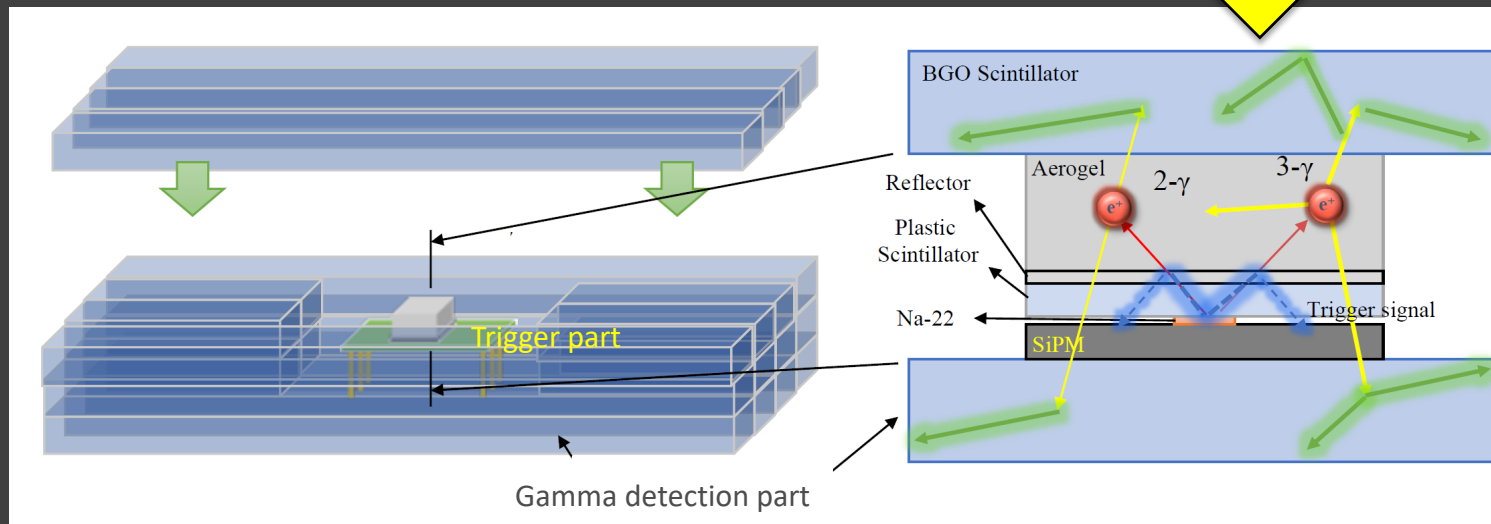 BGO Scintillator
Aerogel
2-γ
3-γ
Reflector
e⁺
e⁺
Plastic
Scintillator
Na-22
Trigger signal
SiPM
Trigger part
Gamma detection part